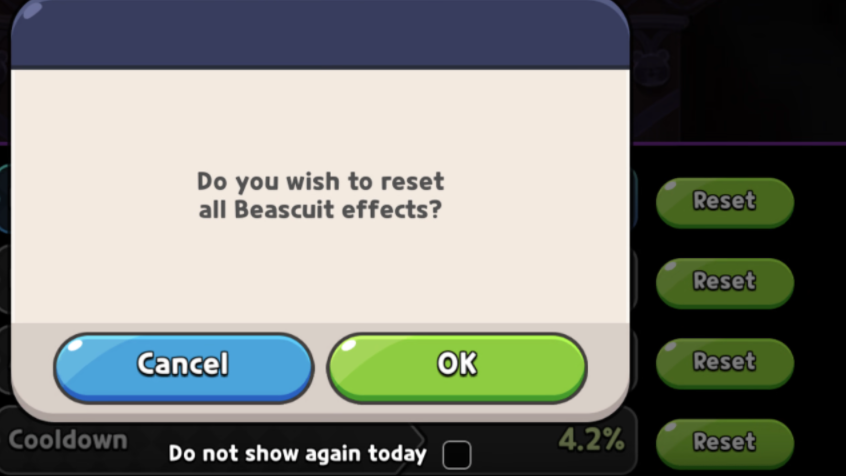 Do you wish to reset
all Beascuit effects?
Cancel
OK
Reset
Reset
Reset
Cooldown
4.2%
Reset
Do not show again today